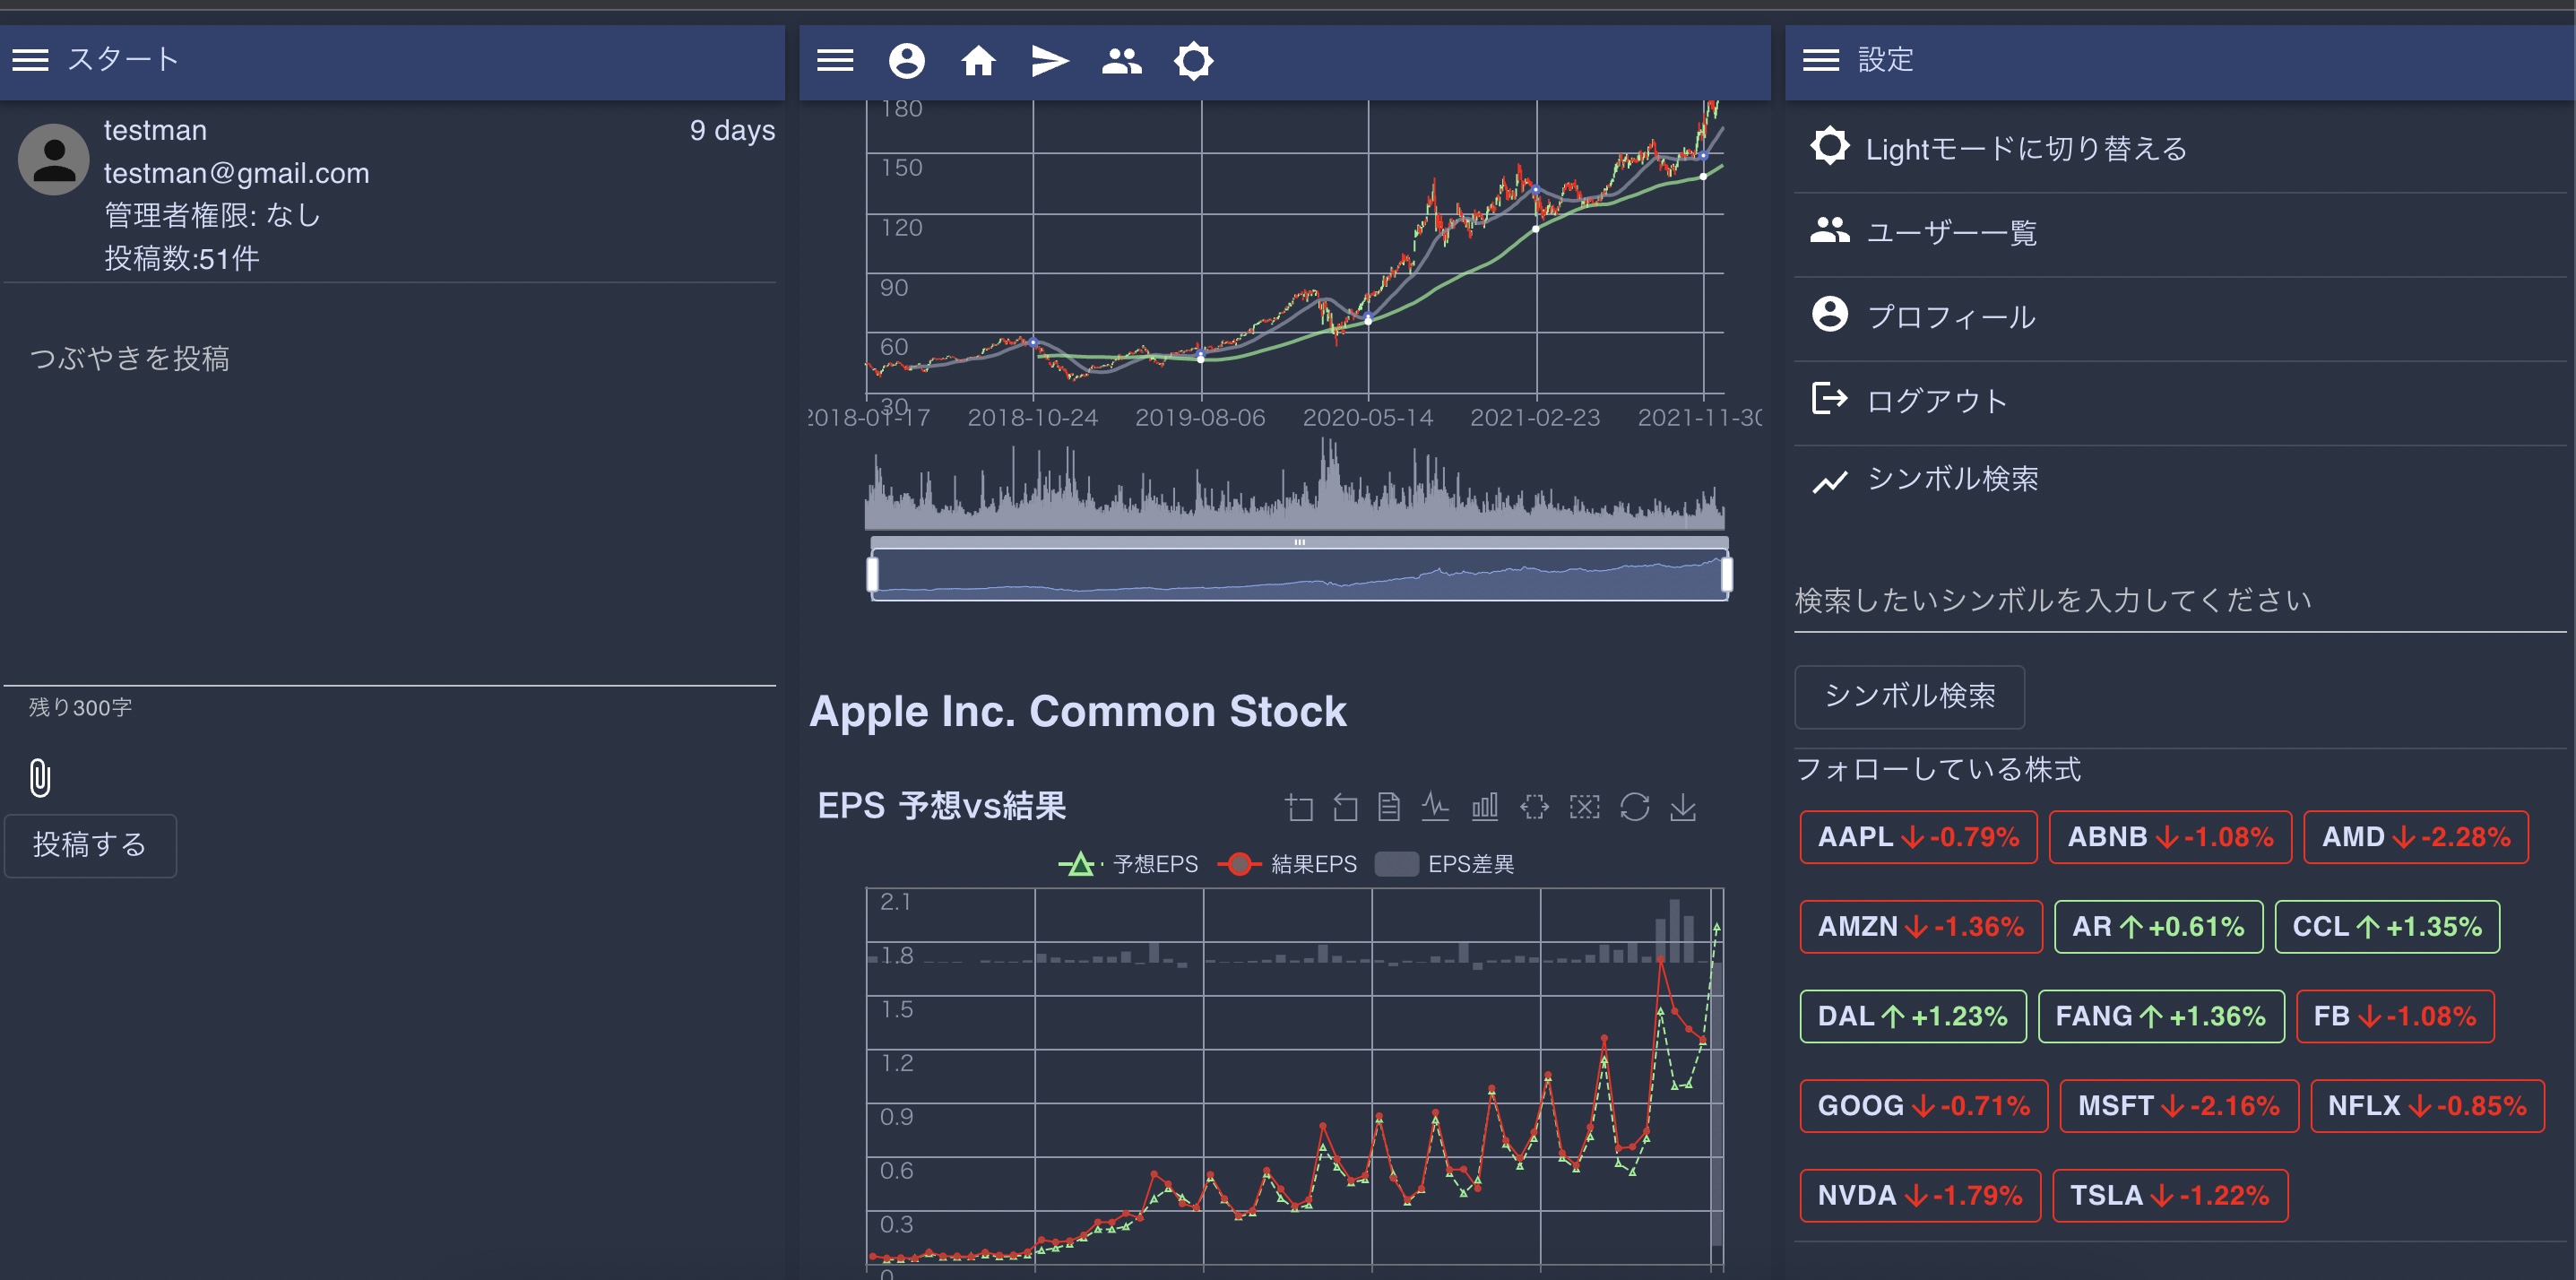 スタート
testman 9 days
testman@gmail.com
管理者権限: なし
投稿数:51件
つぶやきを投稿
残り300字
投稿する
180
150
120
90
60
30
2018-01-17 2018-10-24 2019-08-06 2020-05-14 2021-02-23 2021-11-30
Apple Inc. Common Stock
EPS 予想vs結果
予想EPS 結果EPS EPS差異
2.1
1.8
1.5
1.2
0.9
0.6
0.3
0
設定
Lightモードに切り替える
ユーザー一覧
プロフィール
ログアウト
シンボル検索
検索したいシンボルを入力してください
シンボル検索
フォローしている株式
AAPL ↓ -0.79% ABNB ↓ -1.08% AMD ↓ -2.28%
AMZN ↓ -1.36% AR ↑ +0.61% CCL ↑ +1.35%
DAL ↑ +1.23% FANG ↑ +1.36% FB ↓ -1.08%
GOOG ↓ -0.71% MSFT ↓ -2.16% NFLX ↓ -0.85%
NVDA ↓ -1.79% TSLA ↓ -1.22%